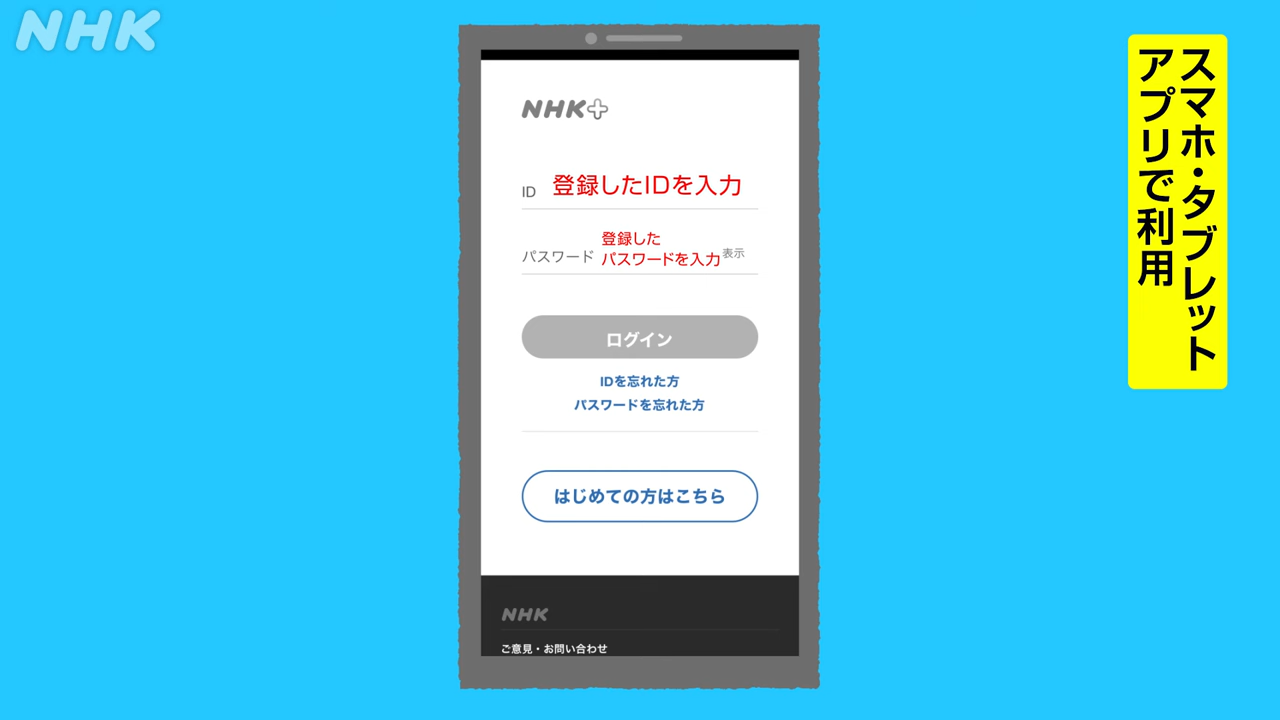 NHK
スマホ・タブレット
アプリで利用
NHK+
ID 登録したIDを入力
登録した
パスワード パスワードを入力 表示
ログイン
IDを忘れた方
パスワードを忘れた方
はじめての方はこちら
NHK
ご意見・お問い合わせ